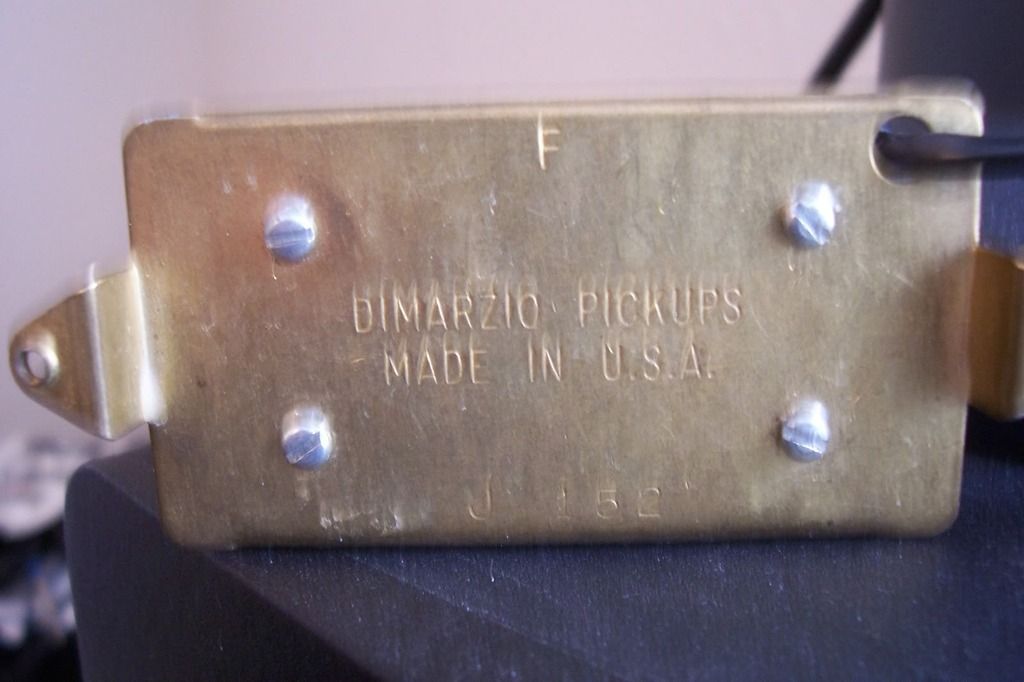 F
DIMARZIO PICKUPS
MADE IN U.S.A.
J 152